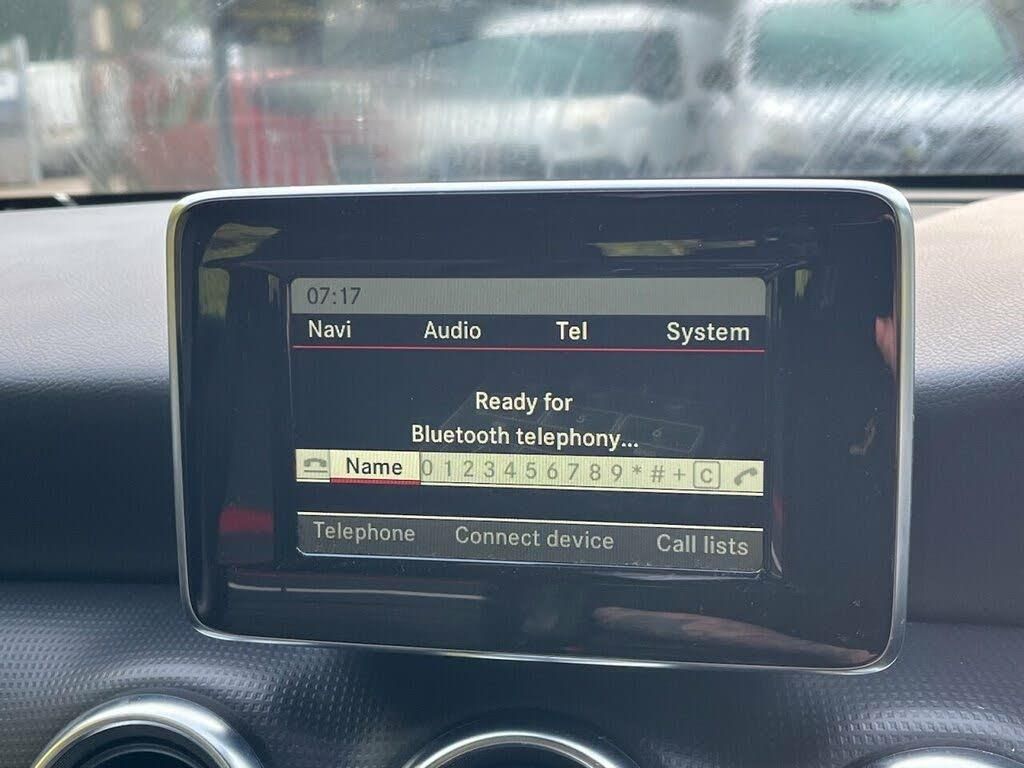 07:17
Navi Audio Tel System
Ready for
Bluetooth telephony...
Name 0 1 2 3 4 5 6 7 8 9 * # + C
Telephone Connect device Call lists